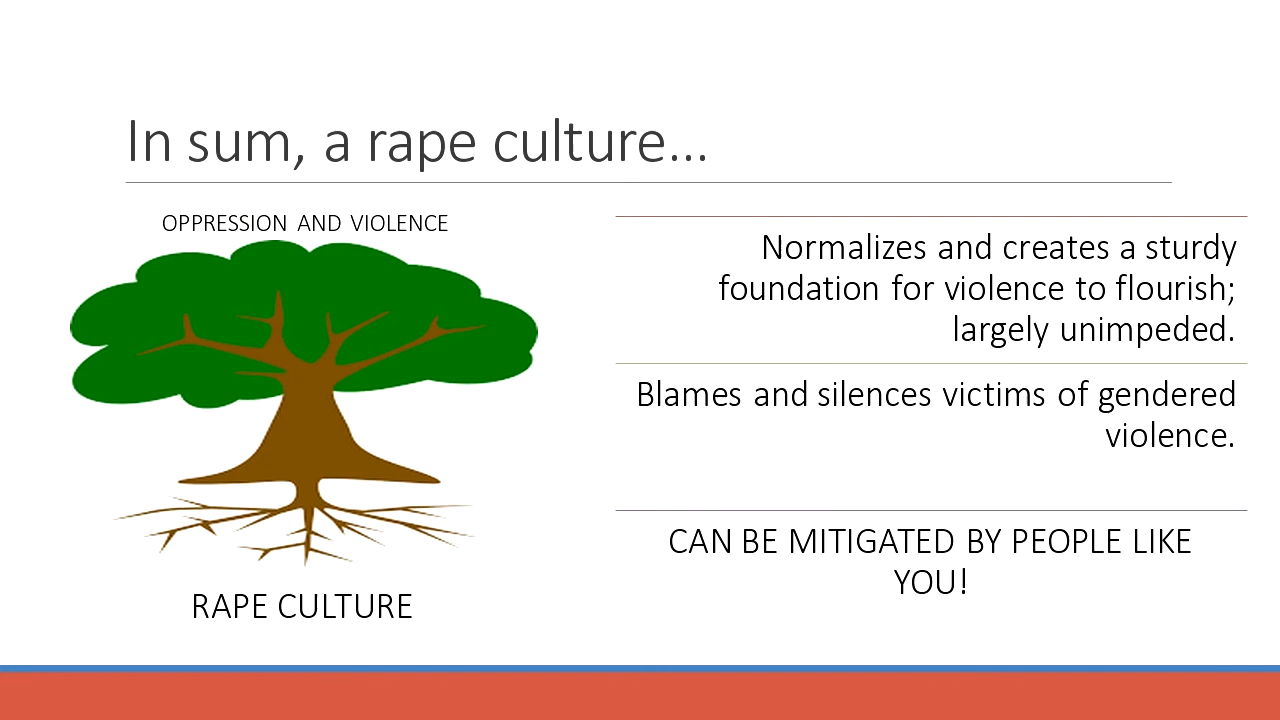 In sum, a rape culture…
OPPRESSION AND VIOLENCE
RAPE CULTURE
Normalizes and creates a sturdy
foundation for violence to flourish;
largely unimpeded.
Blames and silences victims of gendered
violence.
CAN BE MITIGATED BY PEOPLE LIKE
YOU!